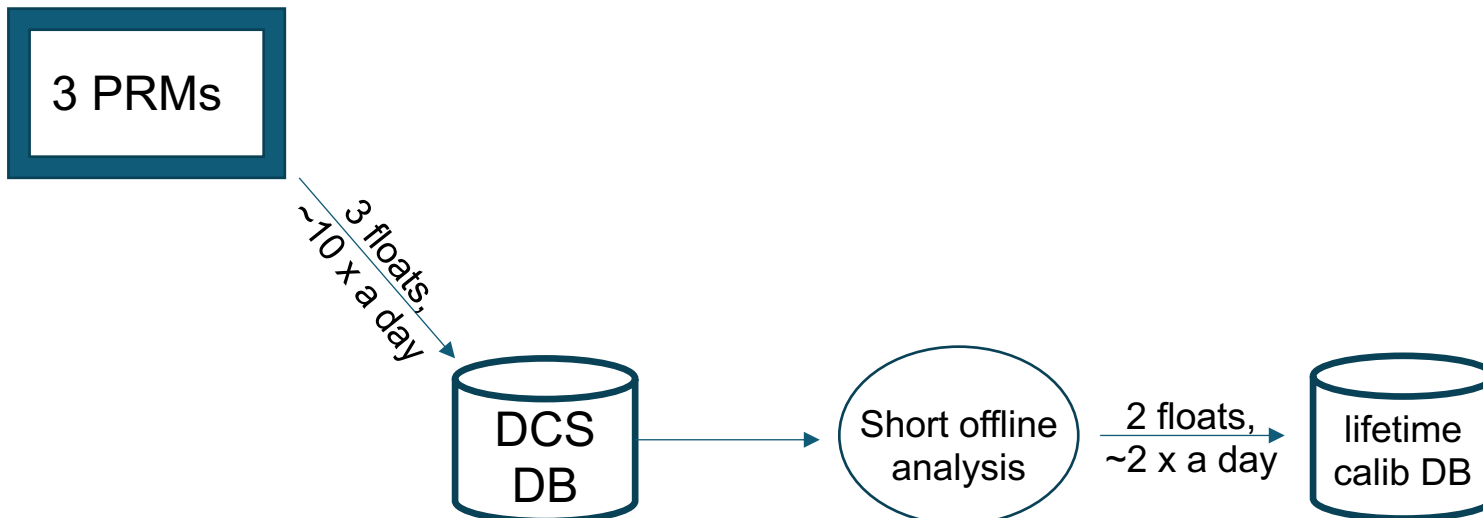 3 PRMs
3 floats,
~10 x a day
DCS
DB
Short offline
analysis
2 floats,
~2 x a day
lifetime
calib DB